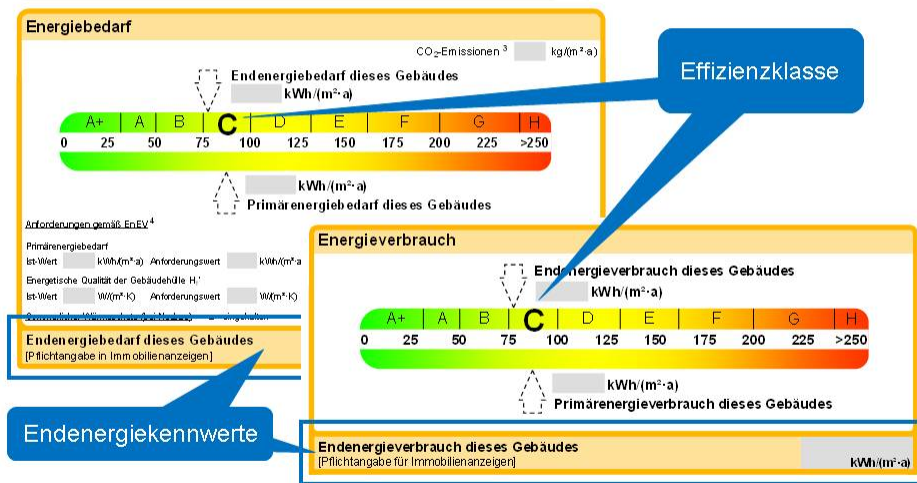 Energiebedarf
CO₂-Emissionen ³ kg/(m²·a)
Endenergiebedarf dieses Gebäudes
kWh/(m²·a)
A+ A B C D E F G H
0 25 50 75 100 125 150 175 200 225 >250
kWh/(m²·a)
Primärenergiebedarf dieses Gebäudes
Anforderungen gemäß EnEV ⁴
Primärenergiebedarf
Ist-Wert kWh/(m²·a) Anforderungswert kWh/(m²·a
Energetische Qualität der Gebäudehülle H
Ist-Wert W/(m²·K) Anforderungswert W/(m²·K)
Endenergiebedarf dieses Gebäudes
[Pflichtangabe in Immobilienanzeigen]
Effizienzklasse
Energieverbrauch
Endenergieverbrauch dieses Gebäudes
kWh/(m²·a)
A+ A B C D E F G H
0 25 50 75 100 125 150 175 200 225 >250
kWh/(m²·a)
Primärenergieverbrauch dieses Gebäudes
Endenergiekennwerte
Endenergieverbrauch dieses Gebäudes
[Pflichtangabe für Immobilienanzeigen] kWh/(m²·a)